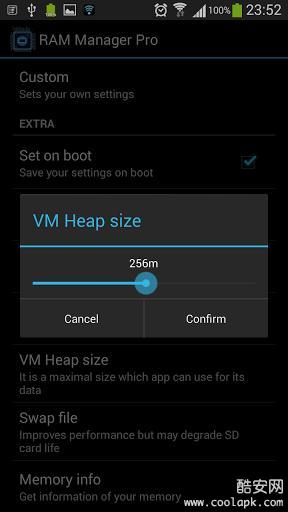 100% 23:52
RAM Manager Pro
Custom
Sets your own settings
EXTRA
Set on boot
Save your settings on boot
VM Heap size
256m
Cancel Confirm
VM Heap size
It is a maximal size which app can use for its
data
Swap file
Improves performance but may degrade SD
card life
Memory info
Get information of your memory
酷安网
www.coolapk.com